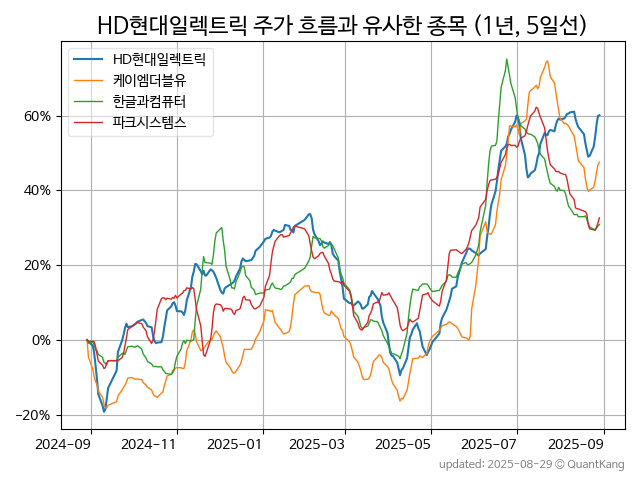 HD현대일렉트릭 주가 흐름과 유사한 종목 (1년, 5일선)
HD현대일렉트릭
케이엠더블유
한글과컴퓨터
파크시스템스
60%
40%
20%
0%
−20%
2024-09 2024-11 2025-01 2025-03 2025-05 2025-07 2025-09
updated: 2025-08-29 © QuantKang